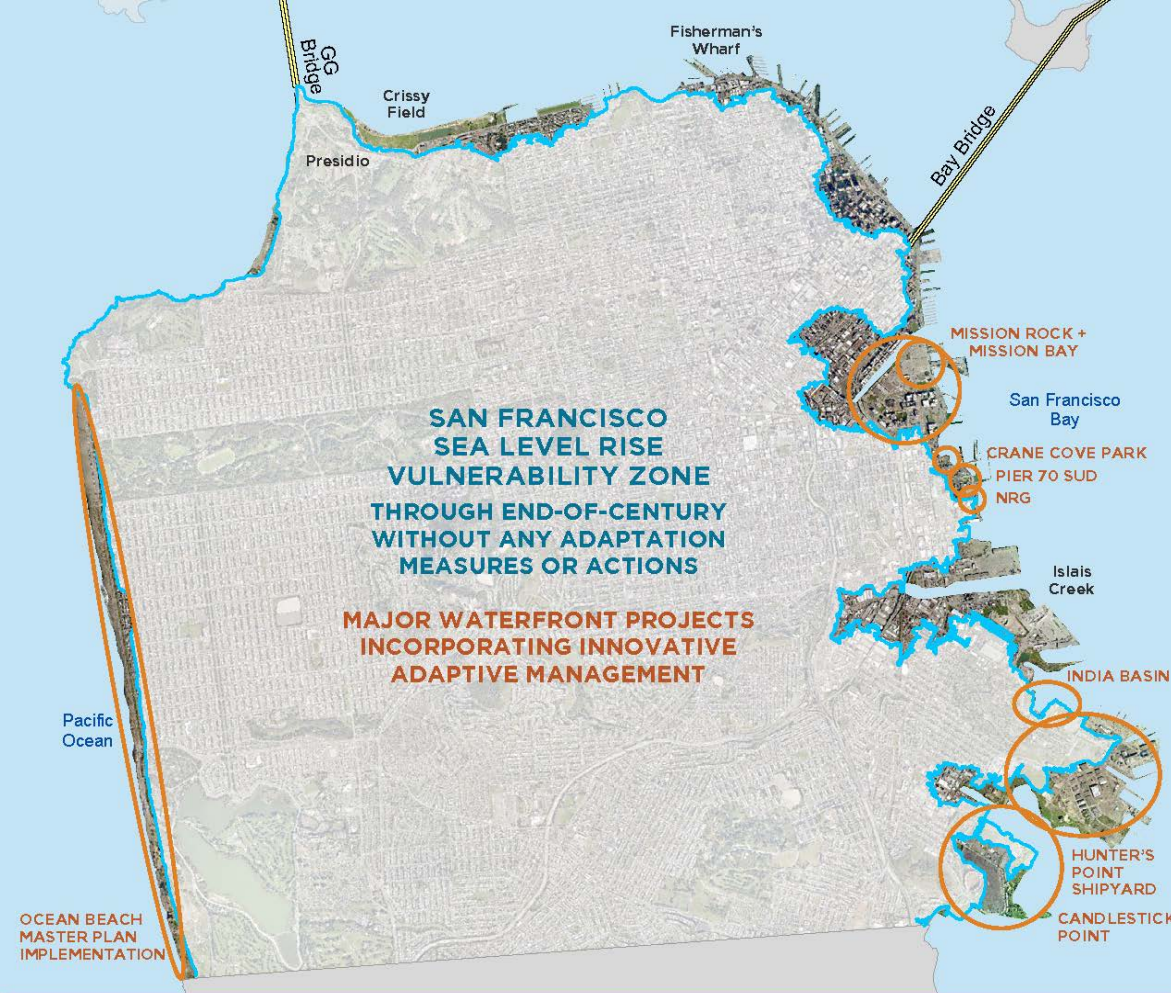 Fisherman's
Wharf
GG
Bridge
Crissy
Field
Presidio
Bay Bridge
MISSION ROCK +
MISSION BAY
San Francisco
Bay
SAN FRANCISCO
SEA LEVEL RISE
VULNERABILITY ZONE
THROUGH END-OF-CENTURY
WITHOUT ANY ADAPTATION
MEASURES OR ACTIONS
CRANE COVE PARK
PIER 70 SUD
NRG
Islais
Creek
MAJOR WATERFRONT PROJECTS
INCORPORATING INNOVATIVE
ADAPTIVE MANAGEMENT
INDIA BASIN
Pacific
Ocean
HUNTER'S
POINT
SHIPYARD
CANDLESTICK
POINT
OCEAN BEACH
MASTER PLAN
IMPLEMENTATION